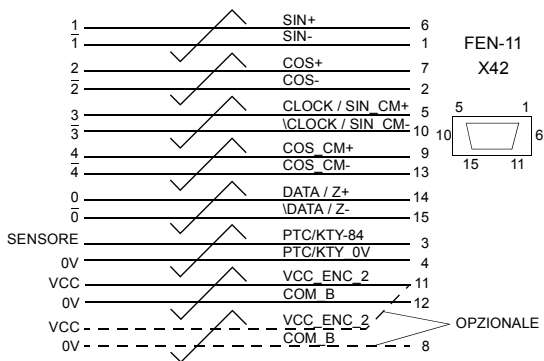 1 SIN+ 6
1 SIN- 1
FEN-11
X42
2 COS+ 7
2 COS- 2
3 CLOCK / SIN_CM+ 5
3 \CLOCK / SIN_CM- 10
5 1
10 6
15 11
4 COS_CM+ 9
4 COS_CM- 13
0 DATA / Z+ 14
0 \DATA / Z- 15
SENSORE PTC/KTY-84 3
0V PTC/KTY_0V 4
VCC VCC_ENC_2 11
0V COM_B 12
VCC VCC_ENC_2
OPZIONALE
0V COM_B 8